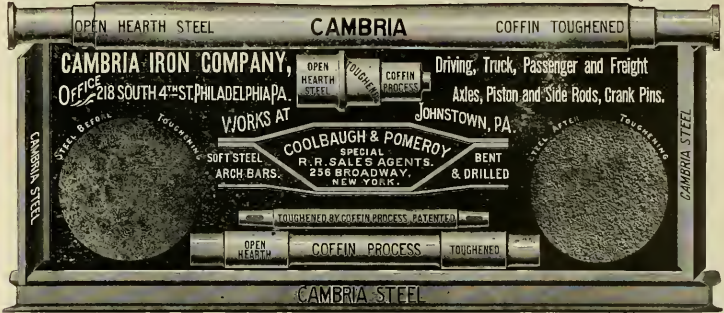 OPEN HEARTH STEEL CAMBRIA COFFIN TOUGHENED
CAMBRIA IRON COMPANY,
OFFICE 218 SOUTH 4TH ST. PHILADELPHIA PA.
WORKS AT
JOHNSTOWN, PA.
OPEN
HEARTH
STEEL
TOUGHENED
COFFIN
PROCESS
Driving, Truck, Passenger and Freight
Axles, Piston and Side Rods, Crank Pins.
CAMBRIA STEEL
STEEL BEFORE TOUGHENING
SOFT STEEL
ARCH BARS.
COOLBAUGH & POMEROY
SPECIAL
R.R. SALES AGENTS.
256 BROADWAY,
NEW YORK.
BENT
& DRILLED
STEEL AFTER TOUGHENING
CAMBRIA STEEL
TOUGHENED BY COFFIN PROCESS, PATENTED
OPEN
HEARTH
COFFIN PROCESS
TOUGHENED
CAMBRIA STEEL